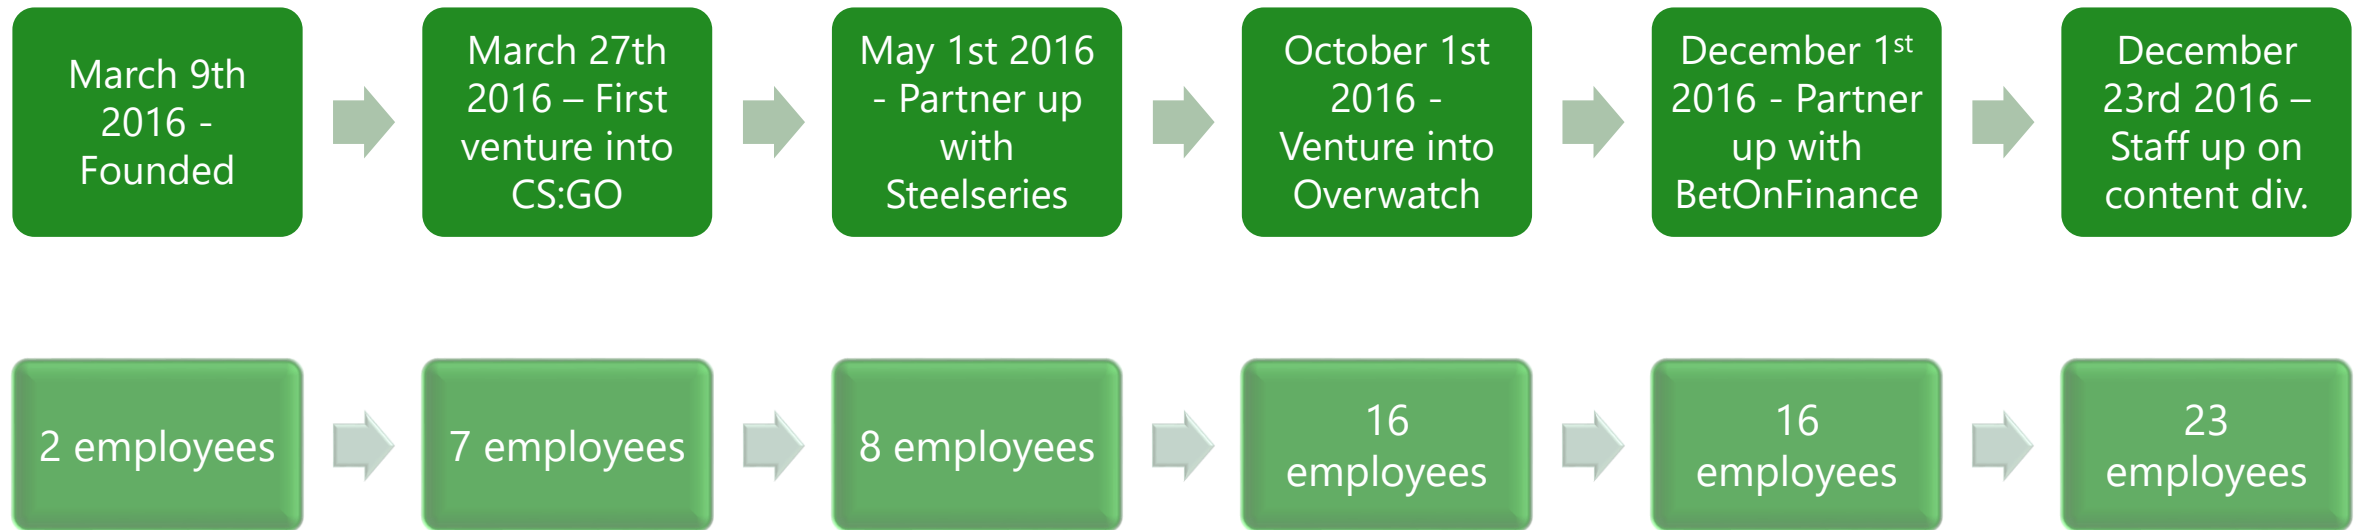 March 9th
2016 -
Founded
March 27th
2016 – First
venture into
CS:GO
May 1st 2016
- Partner up
with
Steelseries
October 1st
2016 -
Venture into
Overwatch
December 1st
2016 - Partner
up with
BetOnFinance
December
23rd 2016 –
Staff up on
content div.
2 employees
7 employees
8 employees
16
employees
16
employees
23
employees